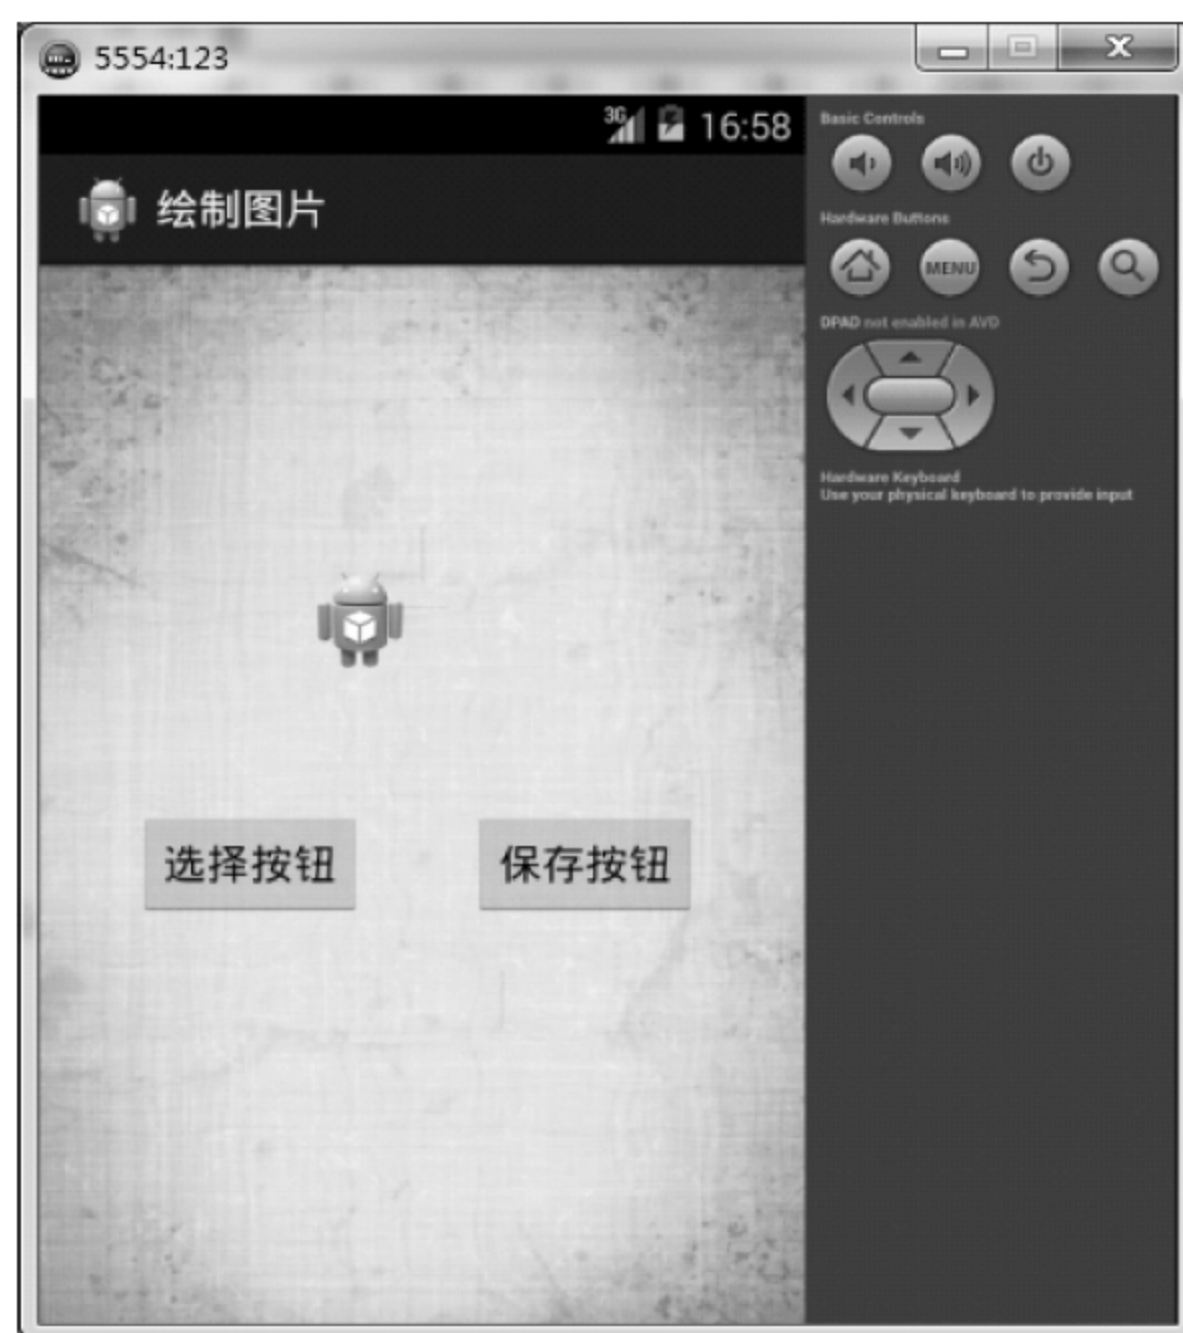 5554:123
3G 16:58
绘制图片
选择按钮
保存按钮
Basic Controls
Hardware Buttons
MENU
DPAD not enabled in AVD
Hardware Keyboard
Use your physical keyboard to provide input